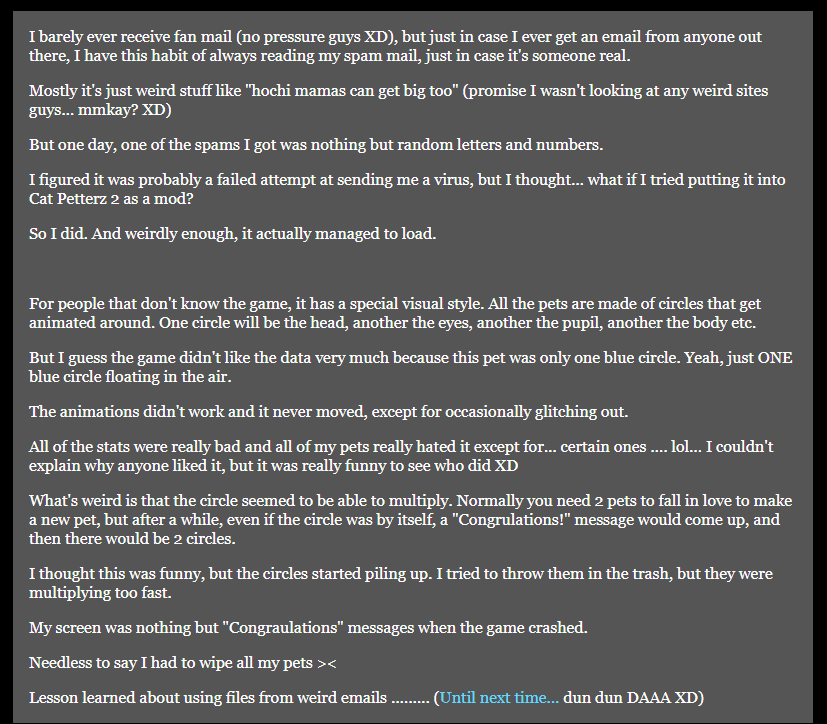 I barely ever receive fan mail (no pressure guys XD), but just in case I ever get an email from anyone out
there, I have this habit of always reading my spam mail, just in case it's someone real.
Mostly it's just weird stuff like "hochi mamas can get big too" (promise I wasn't looking at any weird sites
guys... mmkay? XD)
But one day, one of the spams I got was nothing but random letters and numbers.
I figured it was probably a failed attempt at sending me a virus, but I thought... what if I tried putting it into
Cat Petterz 2 as a mod?
So I did. And weirdly enough, it actually managed to load.
For people that don't know the game, it has a special visual style. All the pets are made of circles that get
animated around. One circle will be the head, another the eyes, another the pupil, another the body etc.
But I guess the game didn't like the data very much because this pet was only one blue circle. Yeah, just ONE
blue circle floating in the air.
The animations didn't work and it never moved, except for occasionally glitching out.
All of the stats were really bad and all of my pets really hated it except for... certain ones .... lol... I couldn't
explain why anyone liked it, but it was really funny to see who did XD
What's weird is that the circle seemed to be able to multiply. Normally you need 2 pets to fall in love to make
a new pet, but after a while, even if the circle was by itself, a "Congrulations!" message would come up, and
then there would be 2 circles.
I thought this was funny, but the circles started piling up. I tried to throw them in the trash, but they were
multiplying too fast.
My screen was nothing but "Congraulations" messages when the game crashed.
Needless to say I had to wipe all my pets ><
Lesson learned about using files from weird emails ......... (Until next time... dun dun DAAA XD)